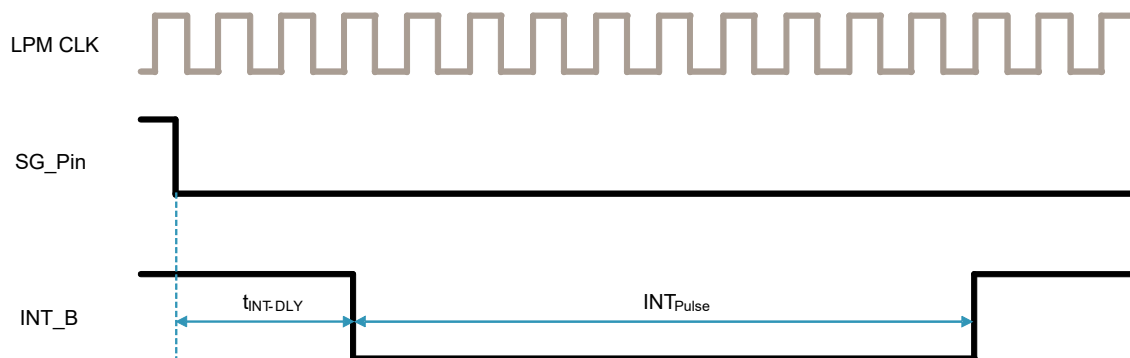 LPM CLK
SG_Pin
INT_B
tINT-DLY
INTPulse